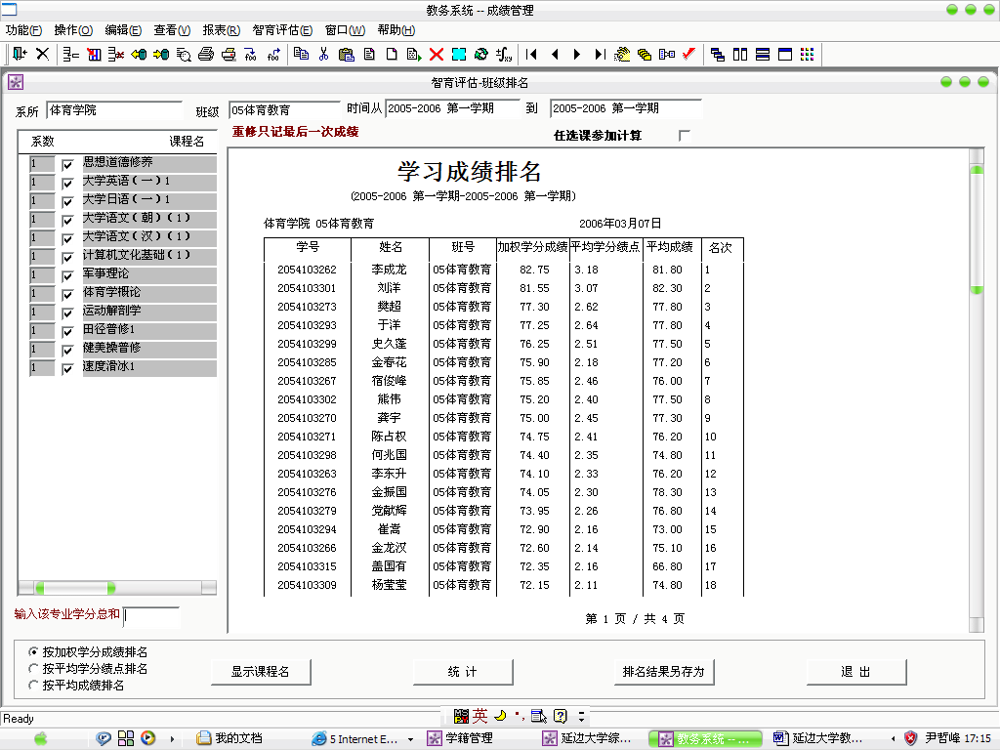 教务系统 -- 成绩管理
功能(F) 操作(O) 编辑(E) 查看(V) 报表(R) 智育评估(E) 窗口(W) 帮助(H)
智育评估-班级排名
系所 体育学院 班级 05体育教育 时间从 2005-2006 第一学期 到 2005-2006 第一学期
重修只记最后一次成绩 任选课参加计算
系数 课程名
1 思想道德修养
1 大学英语（一）1
1 大学日语（一）1
1 大学语文（朝）（1）
1 大学语文（汉）（1）
1 计算机文化基础（1）
1 军事理论
1 体育学概论
1 运动解剖学
1 田径普修1
1 健美操普修
1 速度滑冰1
输入该专业学分总和
学习成绩排名
(2005-2006 第一学期-2005-2006 第一学期)
体育学院 05体育教育 2006年03月07日
学号 姓名 班号 加权学分成绩 平均学分绩点 平均成绩 名次
2054103262 李成龙 05体育教育 82.75 3.18 81.80 1
2054103301 刘洋 05体育教育 81.55 3.07 82.30 2
2054103273 樊超 05体育教育 77.30 2.62 77.80 3
2054103293 于洋 05体育教育 77.25 2.64 77.80 4
2054103299 史久蓬 05体育教育 76.25 2.51 77.50 5
2054103285 金春花 05体育教育 75.90 2.18 77.20 6
2054103267 宿俊峰 05体育教育 75.85 2.46 76.00 7
2054103302 熊伟 05体育教育 75.20 2.40 77.50 8
2054103270 龚宇 05体育教育 75.00 2.45 77.30 9
2054103271 陈占权 05体育教育 74.75 2.41 76.20 10
2054103298 何兆国 05体育教育 74.40 2.35 74.80 11
2054103263 李东升 05体育教育 74.10 2.33 76.20 12
2054103276 金振国 05体育教育 74.05 2.30 78.30 13
2054103279 党献辉 05体育教育 73.95 2.26 76.80 14
2054103294 崔嵩 05体育教育 72.90 2.16 73.00 15
2054103266 金龙汉 05体育教育 72.60 2.14 75.10 16
2054103315 盖国有 05体育教育 72.35 2.16 66.80 17
2054103309 杨莹莹 05体育教育 72.15 2.11 74.80 18
第 1 页 / 共 4 页
按加权学分成绩排名
按平均学分绩点排名
按平均成绩排名
显示课程名 统 计 排名结果另存为 退 出
Ready
英
我的文档 5 Internet E... 学籍管理 延边大学综... 教务系统 -- ... 延边大学教... 尹哲峰 17:15